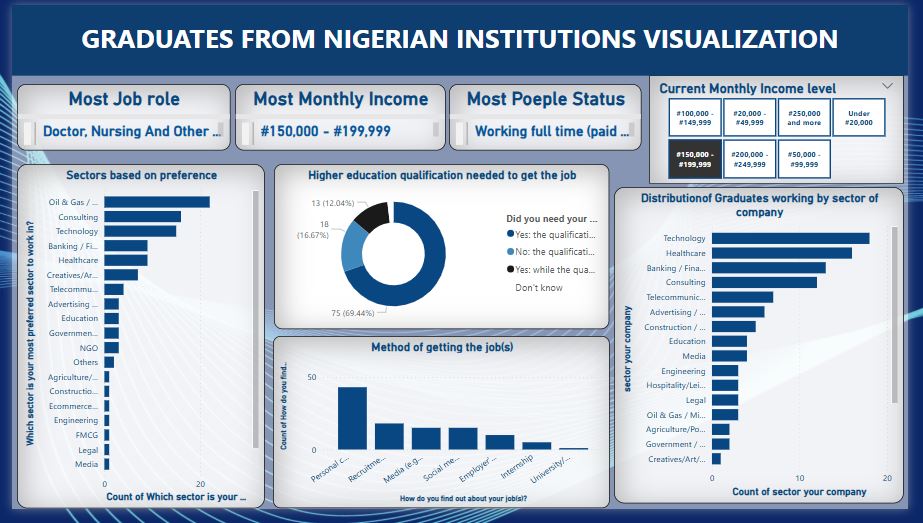 GRADUATES FROM NIGERIAN INSTITUTIONS VISUALIZATION
Most Job role
Doctor, Nursing And Other ...
Most Monthly Income
#150,000 - #199,999
Most Poeple Status
Working full time (paid ...
Current Monthly Income level
#100,000 -
#149,999
#20,000 -
#49,999
#250,000
and more
Under
#20,000
#150,000 -
#199,999
#200,000 -
#249,999
#50,000 -
#99,999
Sectors based on preference
Which sector is your most preferred sector to work in?
Oil & Gas / ...
Consulting
Technology
Banking / Fi...
Healthcare
Creatives/Ar...
Telecommu...
Advertising ...
Education
Governmen...
NGO
Others
Agriculture/...
Constructio...
Ecommerce...
Engineering
FMCG
Legal
Media
0
20
Count of Which sector is your ...
Higher education qualification needed to get the job
13 (12.04%)
18
(16.67%)
75 (69.44%)
Did you need your ...
Yes: the qualificati...
No: the qualificati...
Yes: while the qua...
Don't know
Method of getting the job(s)
Count of How do you find...
50
0
Personal c...
Recruitme...
Media (e.g...
Social me...
Employer'...
Internship
University/...
How do you find out about your job(s)?
Distributionof Graduates working by sector of
company
sector your company
Technology
Healthcare
Banking / Fina...
Consulting
Telecommunic...
Advertising / ...
Construction / ...
Education
Media
Engineering
Hospitality/Lei...
Legal
Oil & Gas / Mi...
Agriculture/Po...
Government / ...
Creatives/Art/...
0
10
20
Count of sector your company